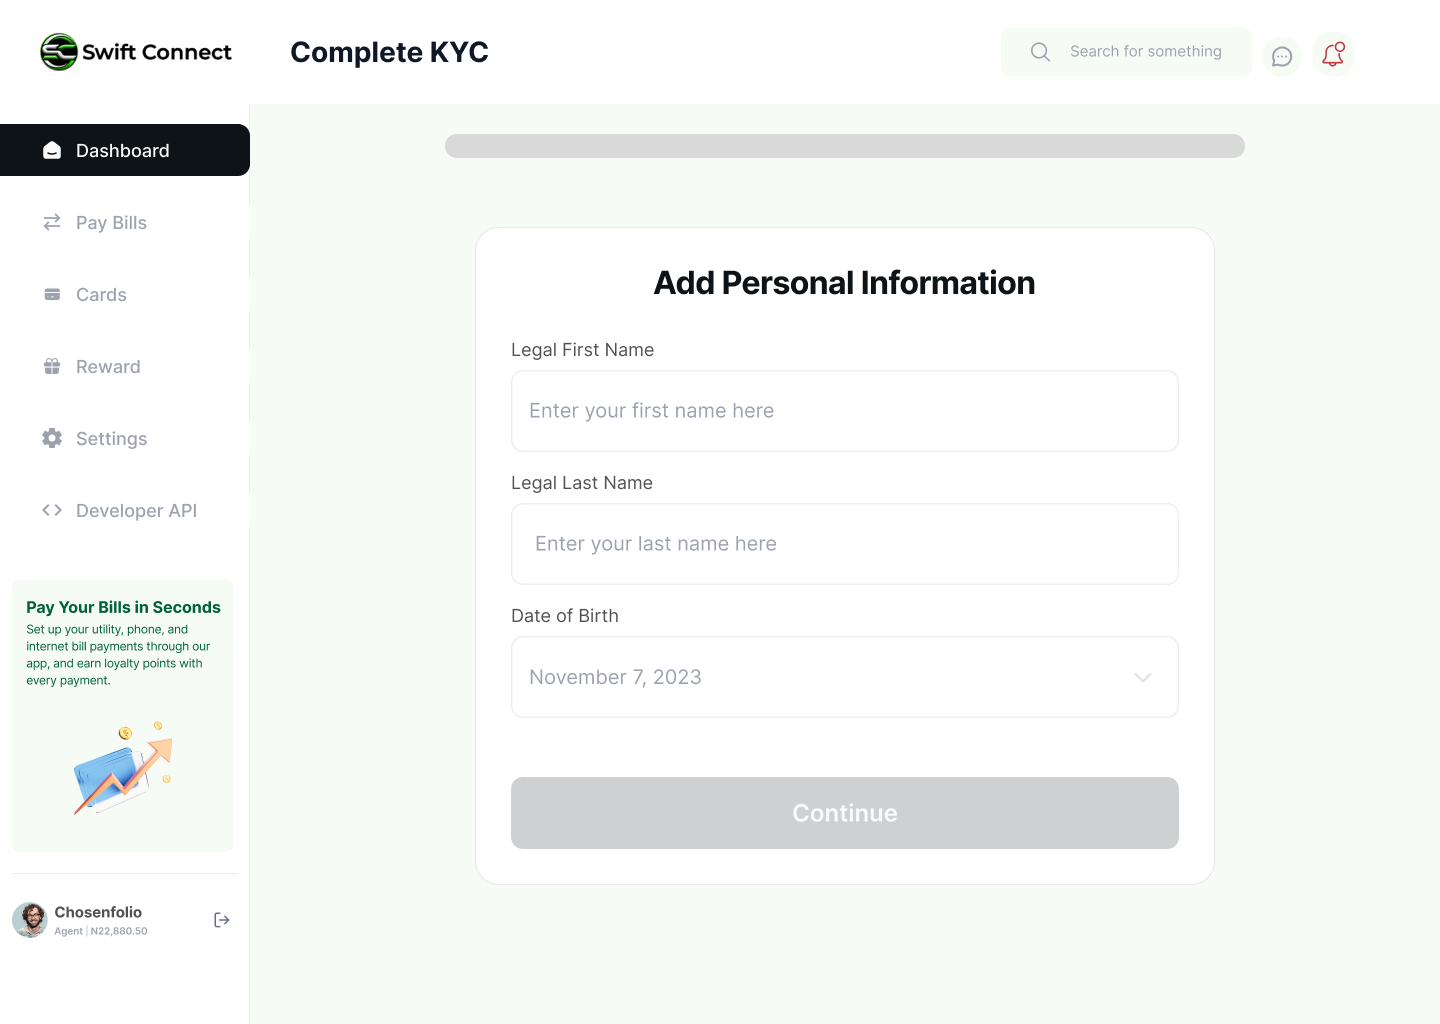 Swift Connect
Complete KYC
Search for something
Dashboard
Pay Bills
Cards
Reward
Settings
Developer API
Pay Your Bills in Seconds
Set up your utility, phone, and
internet bill payments through our
app, and earn loyalty points with
every payment.
Chosenfolio
Agent | N22,880.50
Add Personal Information
Legal First Name
Enter your first name here
Legal Last Name
Enter your last name here
Date of Birth
November 7, 2023
Continue